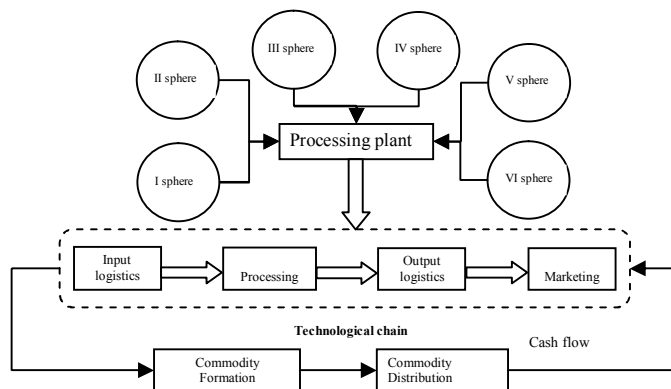 III sphere
IV sphere
II sphere
V sphere
Processing plant
I sphere
VI sphere
Input
logistics
Processing
Output
logistics
Marketing
Technological chain
Cash flow
Commodity
Formation
Commodity
Distribution